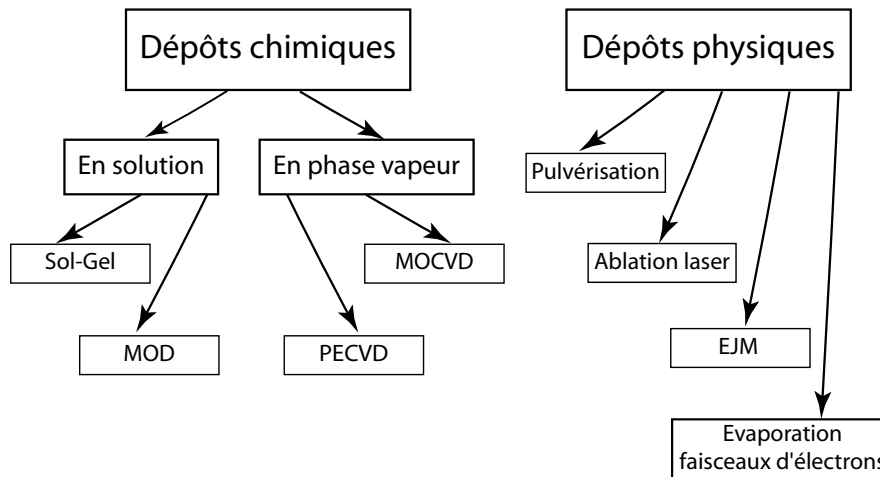 Dépôts chimiques
Dépôts physiques
En solution
En phase vapeur
Pulvérisation
Sol-Gel
MOCVD
Ablation laser
MOD
PECVD
EJM
Evaporation
faisceaux d'électrons